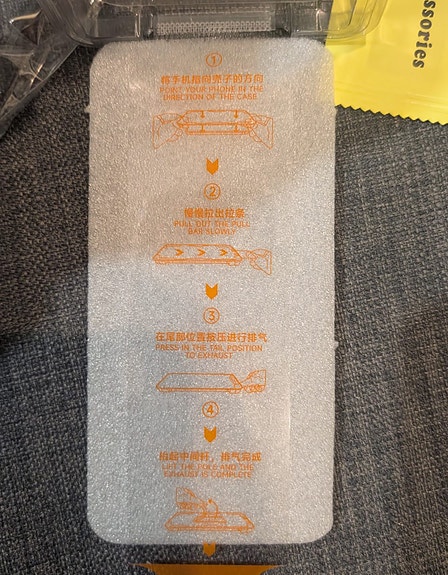 ①
将手机指向壳子的方向
POINT YOUR PHONE IN THE
DIRECTION OF THE CASE
②
慢慢拉出拉条
PULL OUT THE PULL
BAR SLOWLY
③
在尾部位置按压进行排气
PRESS IN THE TAIL POSITION
TO EXHAUST
④
抬起中间杆，排气完成
LIFT THE POLE AND THE
EXHAUST IS COMPLETE
ssories